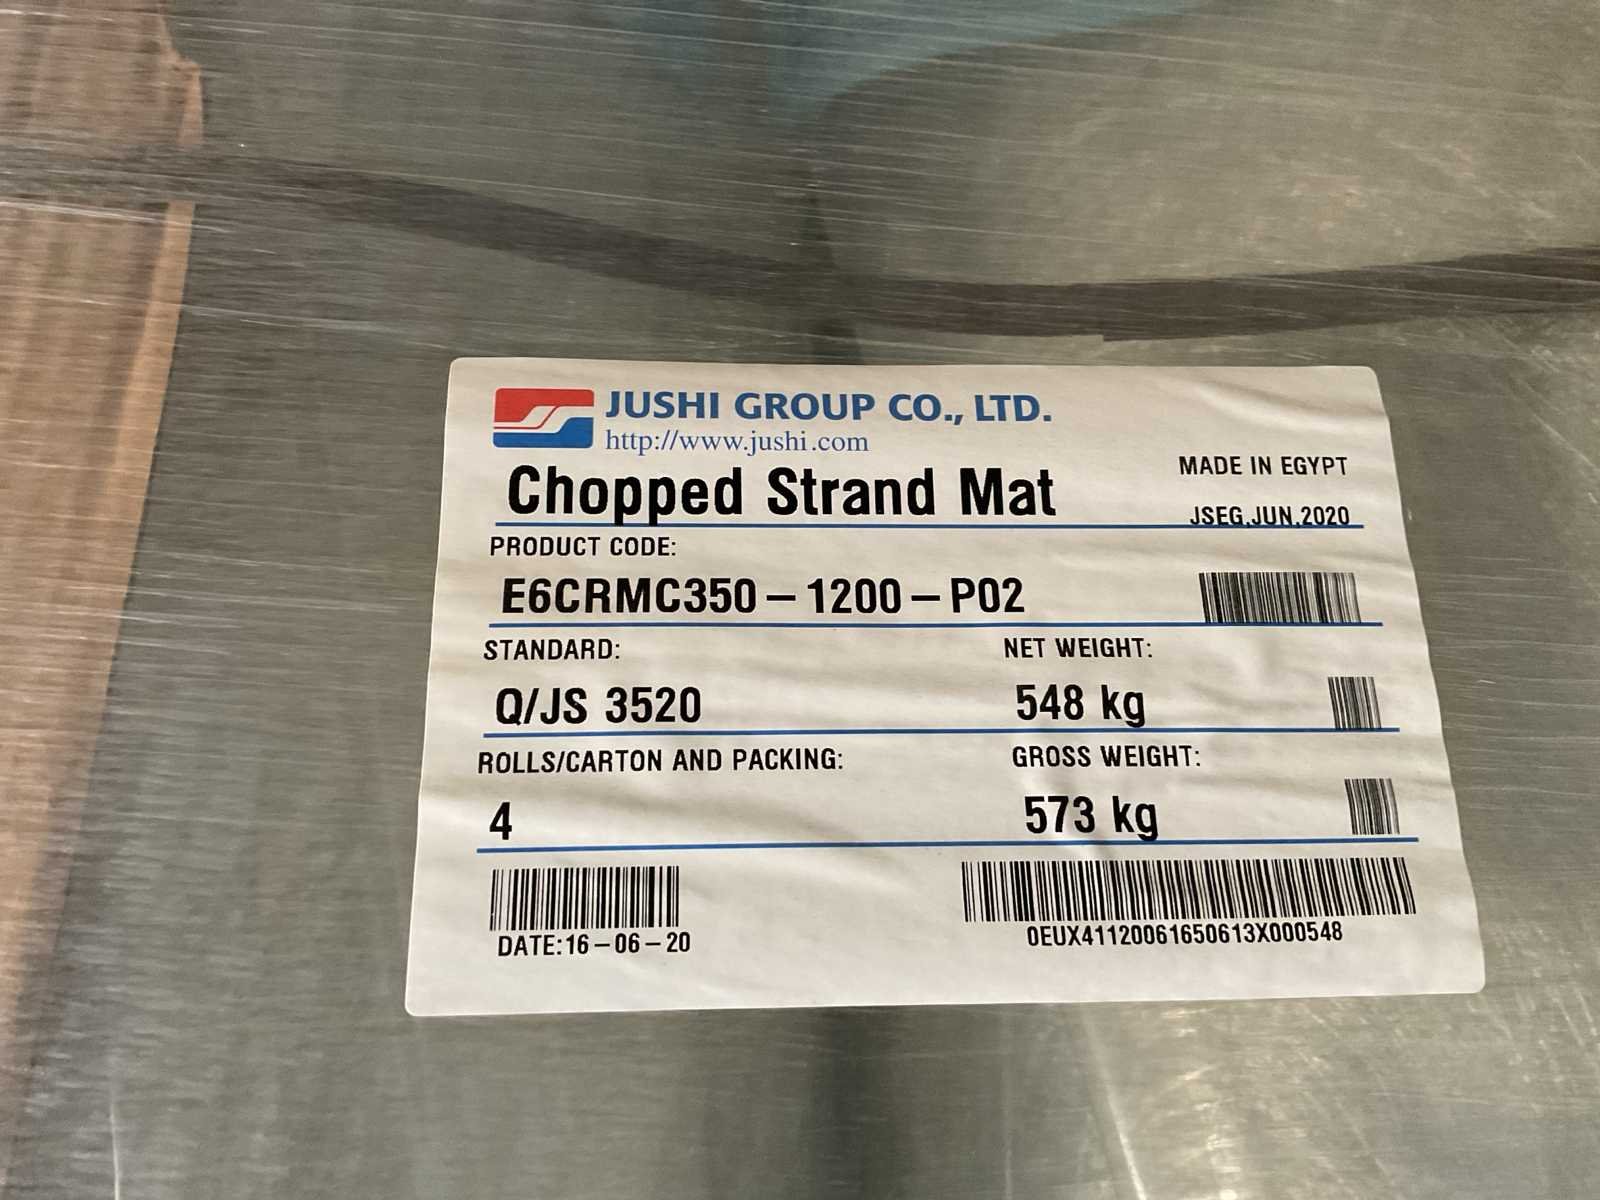 JUSHI GROUP CO., LTD.
http://www.jushi.com
Chopped Strand Mat
MADE IN EGYPT
JSEG,JUN,2020
PRODUCT CODE:
E6CRMC350-1200-P02
STANDARD:
NET WEIGHT:
Q/JS 3520
548 kg
ROLLS/CARTON AND PACKING:
GROSS WEIGHT:
4
573 kg
DATE:16-06-20
0EUX41120061650613X000548